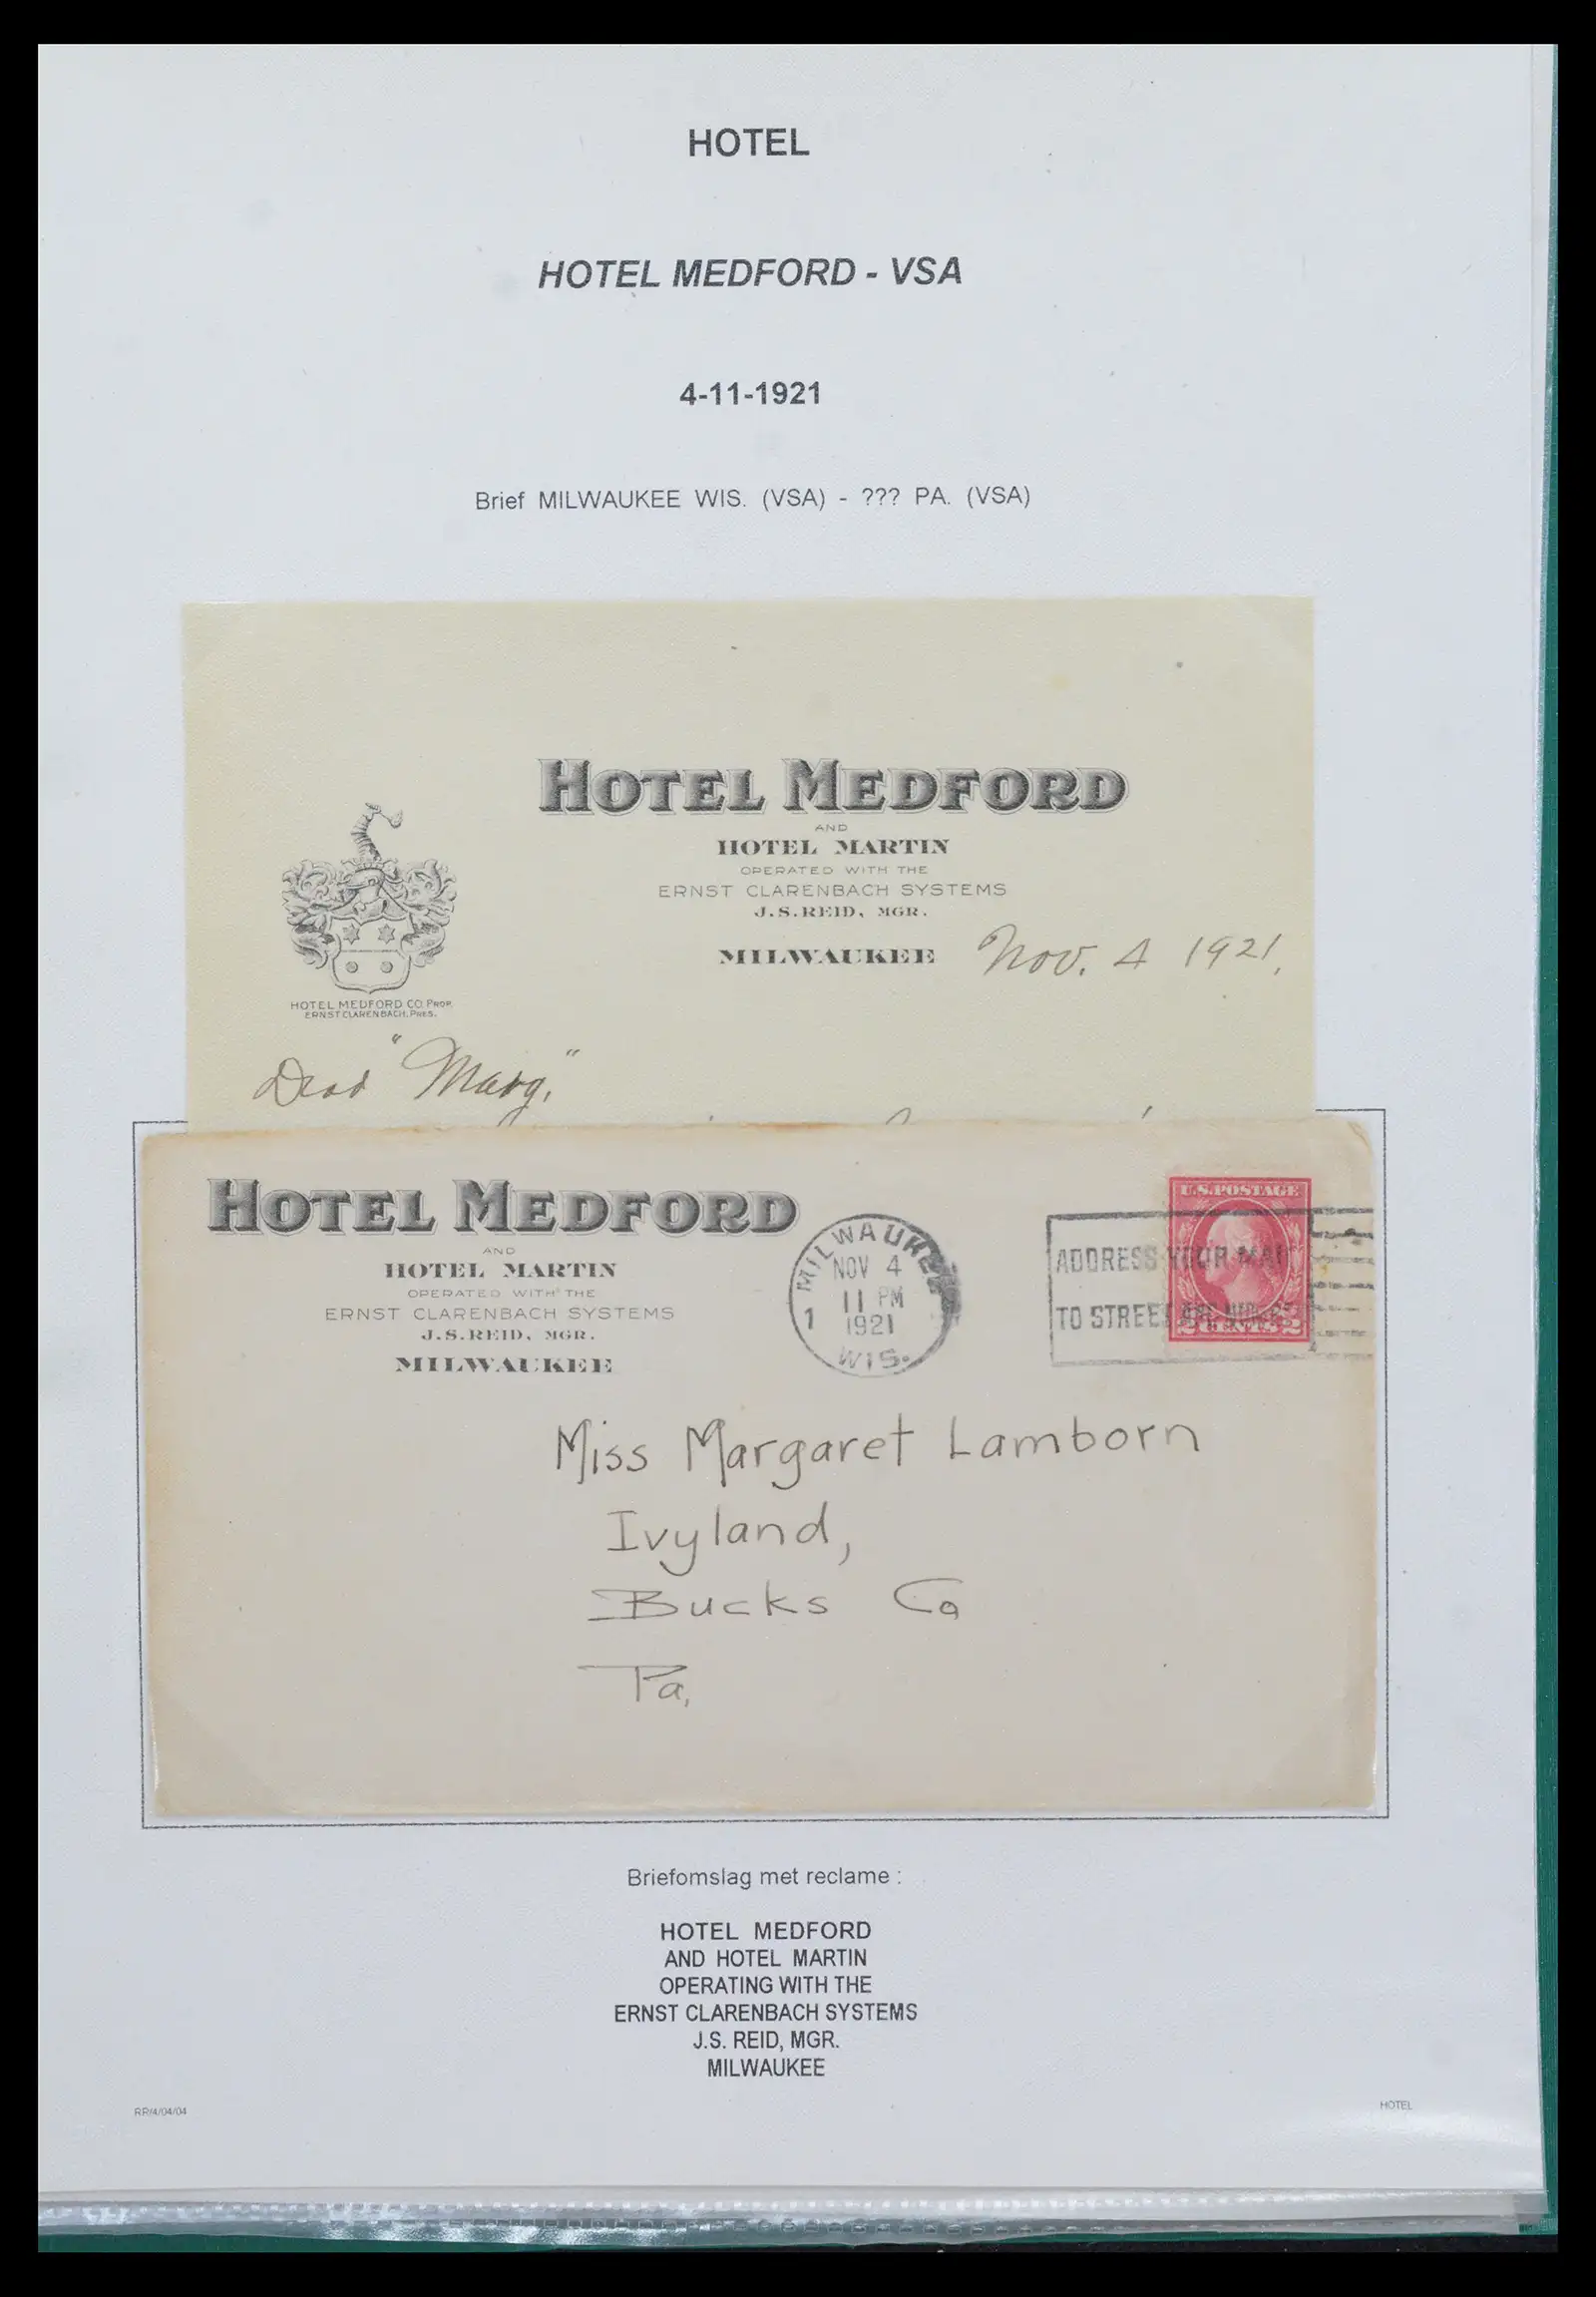 HOTEL
HOTEL MEDFORD - VSA
4-11-1921
Brief MILWAUKEE WIS. (VSA) - ??? PA. (VSA)
HOTEL MEDFORD
AND
HOTEL MARTIN
OPERATED WITH THE
ERNST CLARENBACH SYSTEMS
J.S.REID, MGR.
MILWAUKEE Nov. 4 1921.
HOTEL MEDFORD CO. PROP.
ERNST CLARENBACH, PRES.
Dear "Marg."
HOTEL MEDFORD
AND
HOTEL MARTIN
OPERATED WITH THE
ERNST CLARENBACH SYSTEMS
J.S.REID, MGR.
MILWAUKEE
MILWAUKEE
NOV 4
11 PM
1921
1
WIS.
U.S.POSTAGE
2 CENTS 2
ADDRESS YOUR MAIL
TO STREET AND
Miss Margaret Lamborn
Ivyland,
Bucks Co
Pa.
Briefomslag met reclame :
HOTEL MEDFORD
AND HOTEL MARTIN
OPERATING WITH THE
ERNST CLARENBACH SYSTEMS
J.S. REID, MGR.
MILWAUKEE
RR/4/04/04
HOTEL